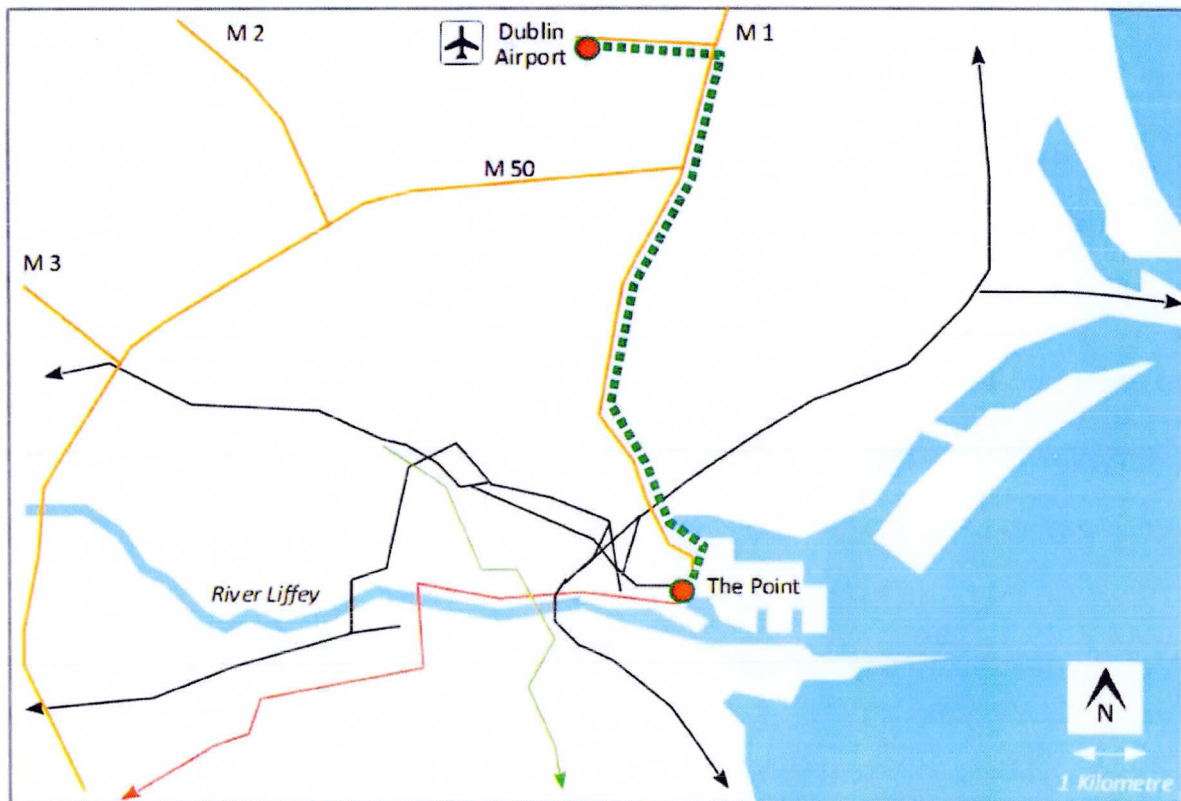 M 2
Dublin
Airport
M 1
M 50
M 3
River Liffey
The Point
N
1 Kilometre